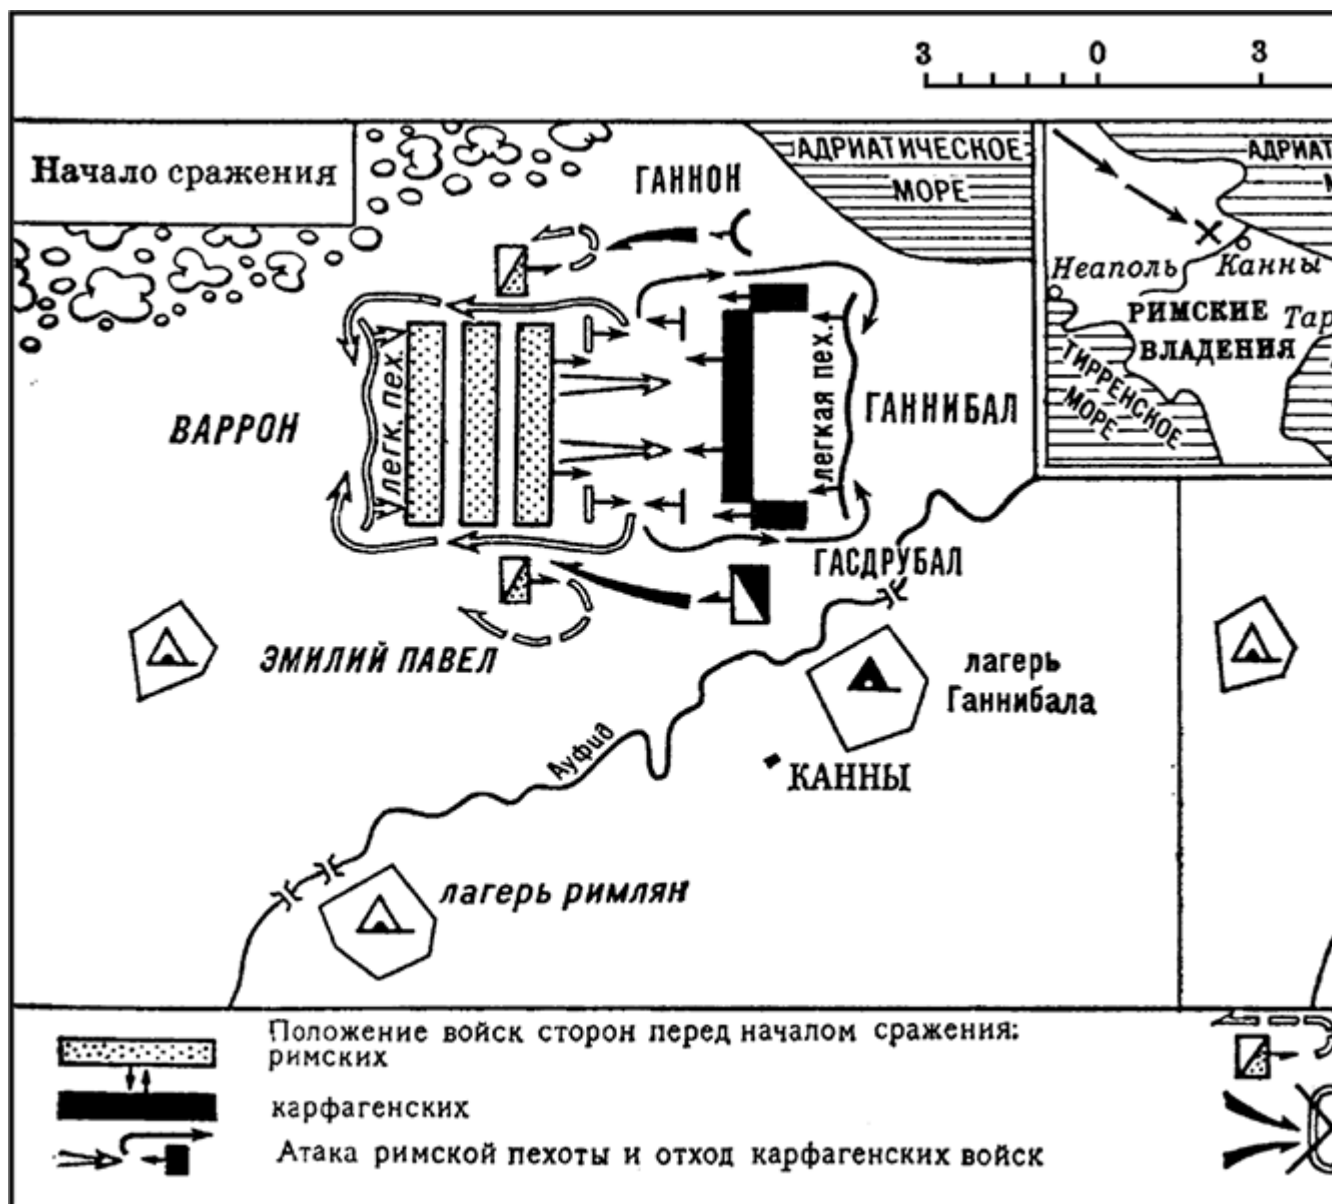 3 0 3
Начало сражения
ГАННОН
АДРИАТИЧЕСКОЕ
МОРЕ
Неаполь
Канны
РИМСКИЕ
ВЛАДЕНИЯ
ТИРРЕНСКОЕ
МОРЕ
ВАРРОН
легк. пех.
легкая пех.
ГАННИБАЛ
ГАСДРУБАЛ
ЭМИЛИЙ ПАВЕЛ
лагерь
Ганнибала
Ауфид
КАННЫ
лагерь римлян
Положение войск сторон перед началом сражения:
римских
карфагенских
Атака римской пехоты и отход карфагенских войск